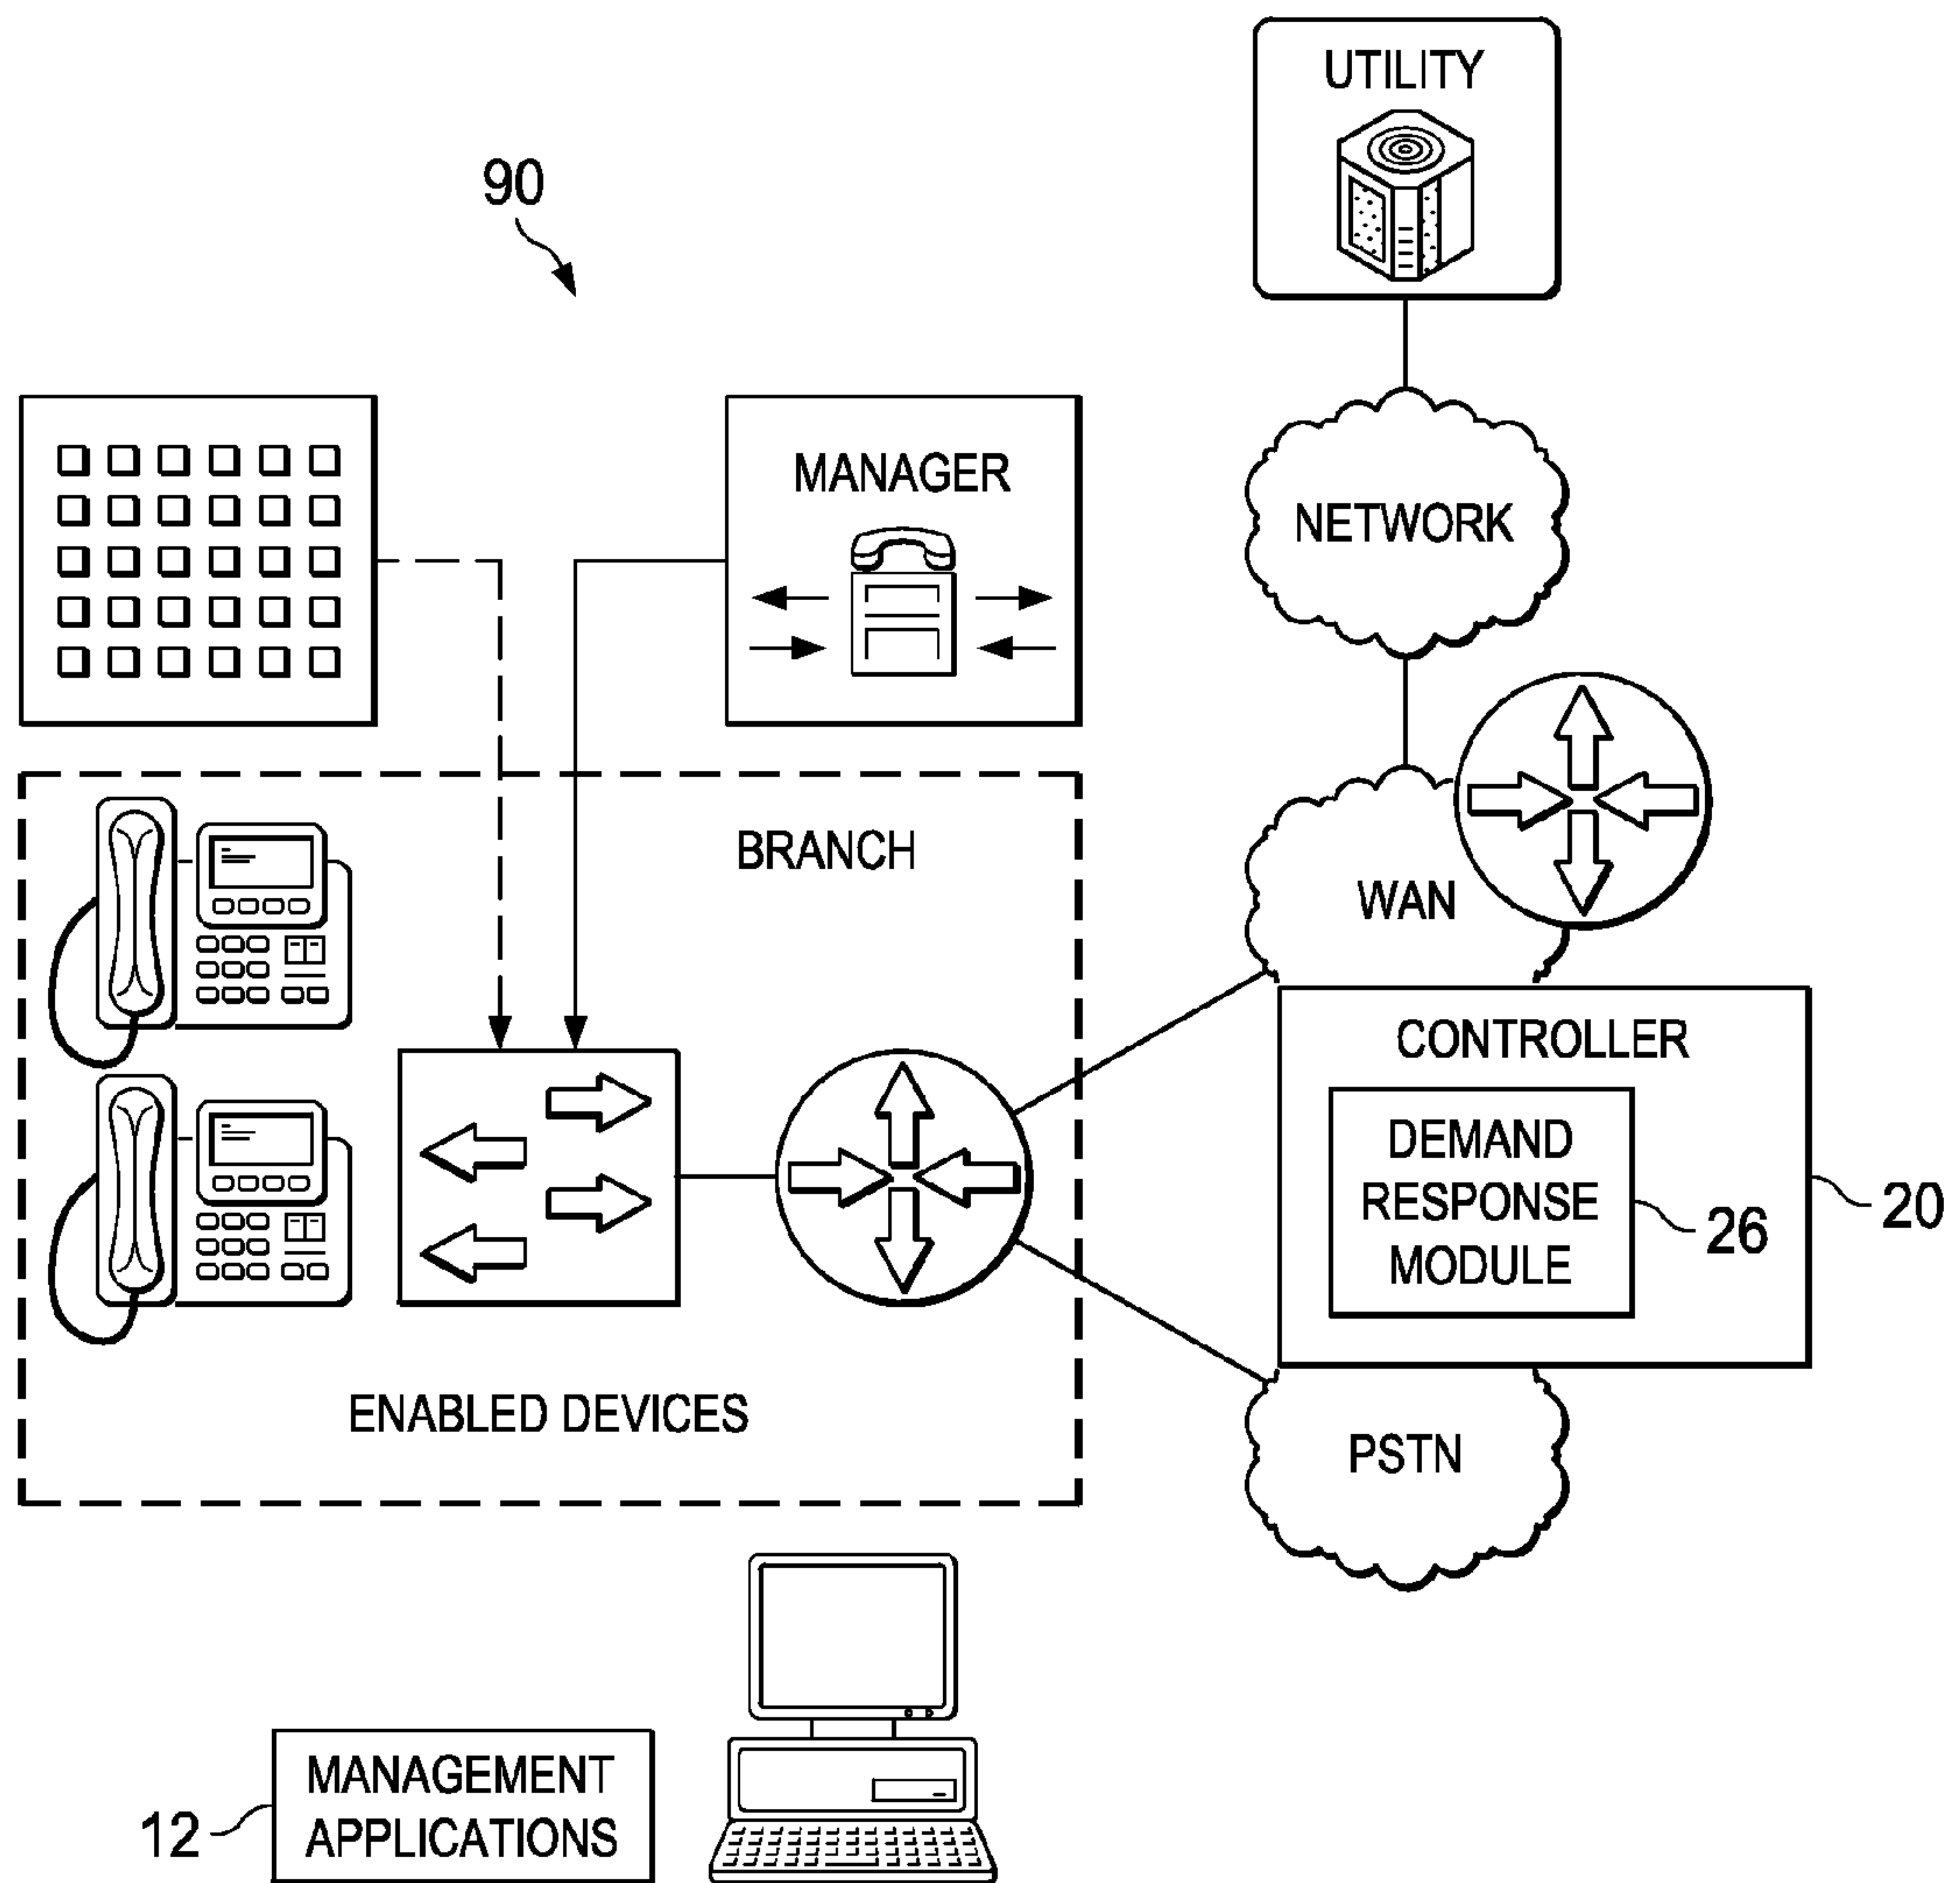 UTILITY
90
MANAGER
NETWORK
BRANCH
WAN
CONTROLLER
DEMAND
RESPONSE
MODULE
20
26
ENABLED DEVICES
PSTN
MANAGEMENT
APPLICATIONS
12